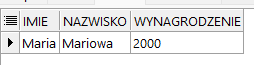 IMIE NAZWISKO WYNAGRODZENIE
Maria Mariowa 2000